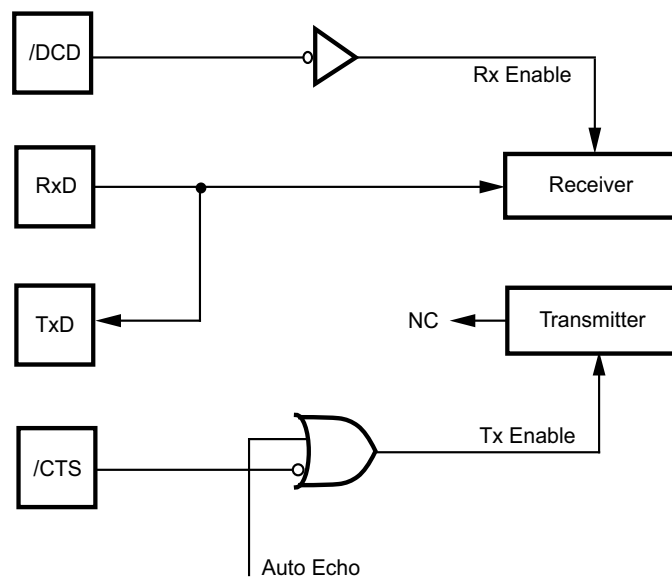 /DCD
Rx Enable
RxD
Receiver
TxD
NC
Transmitter
Tx Enable
/CTS
Auto Echo